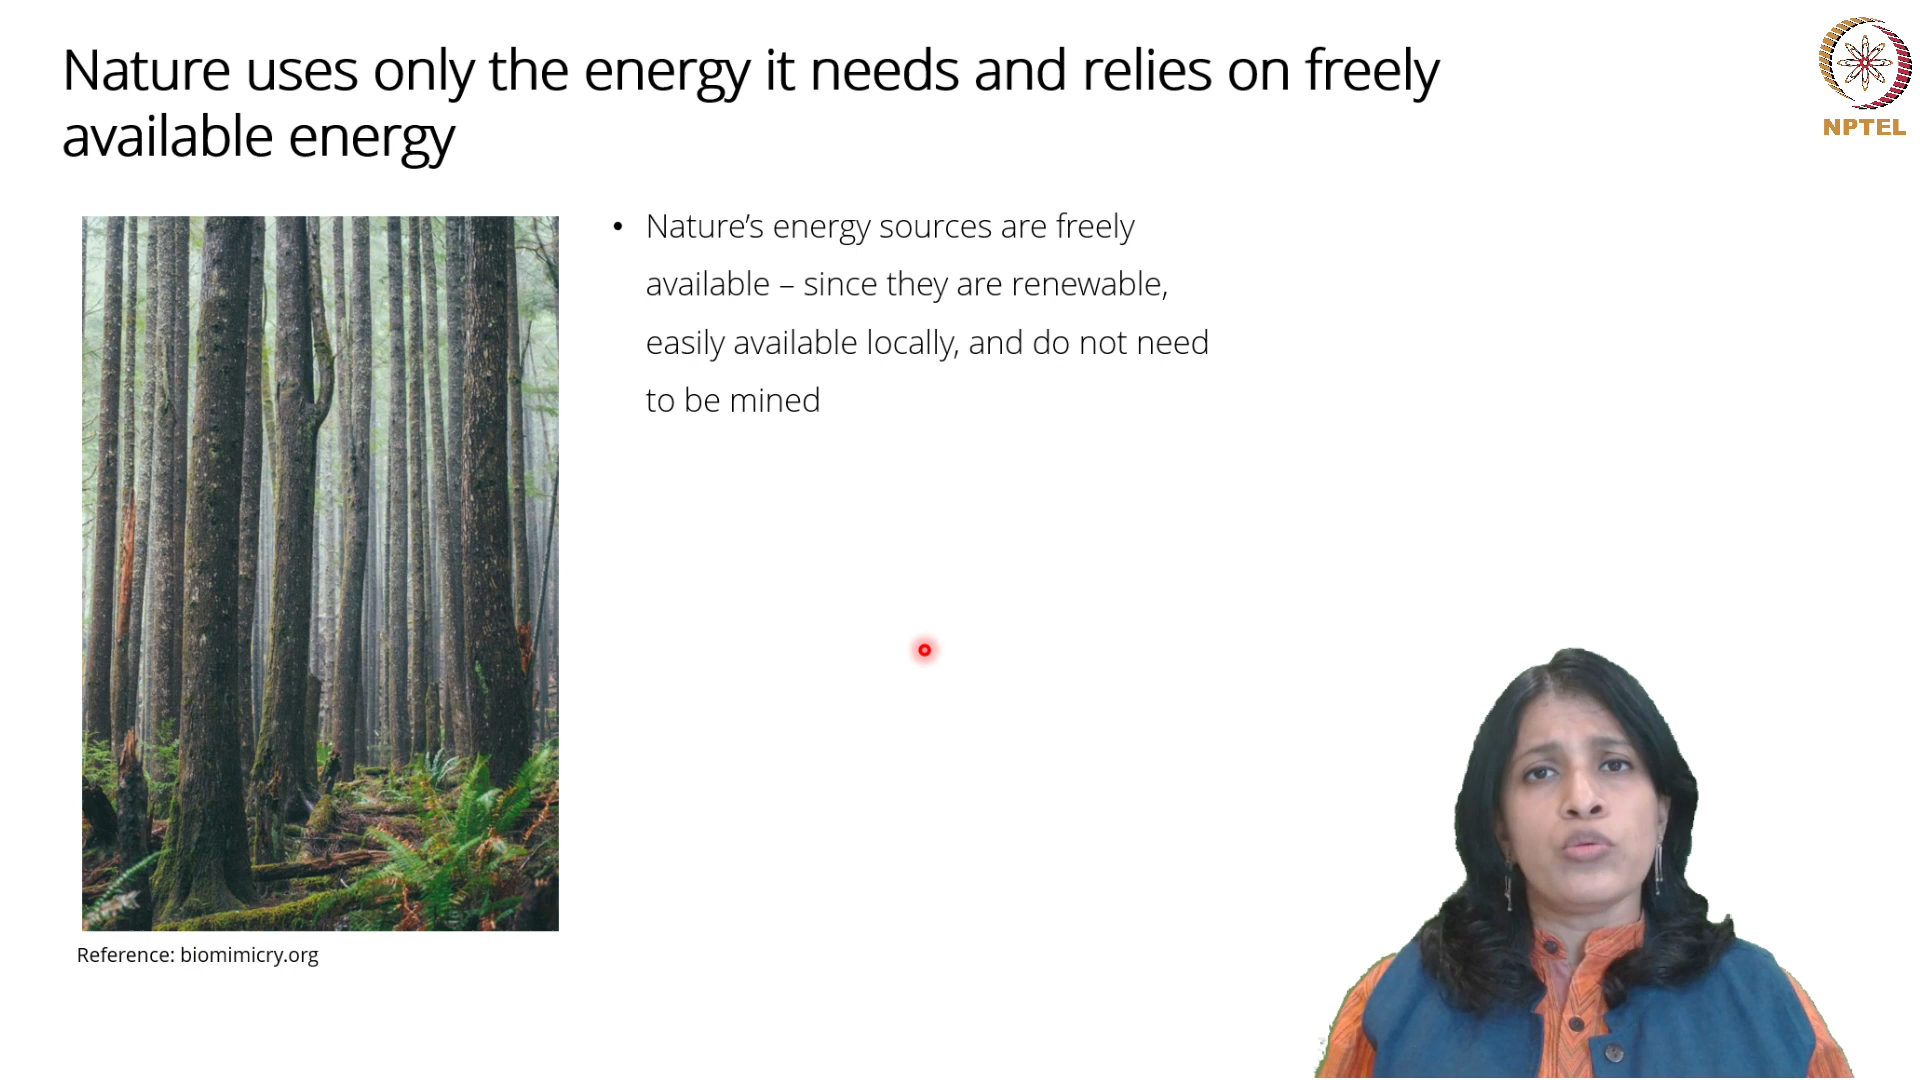 Nature uses only the energy it needs and relies on freely
available energy
NPTEL
• Nature’s energy sources are freely
available – since they are renewable,
easily available locally, and do not need
to be mined
Reference: biomimicry.org